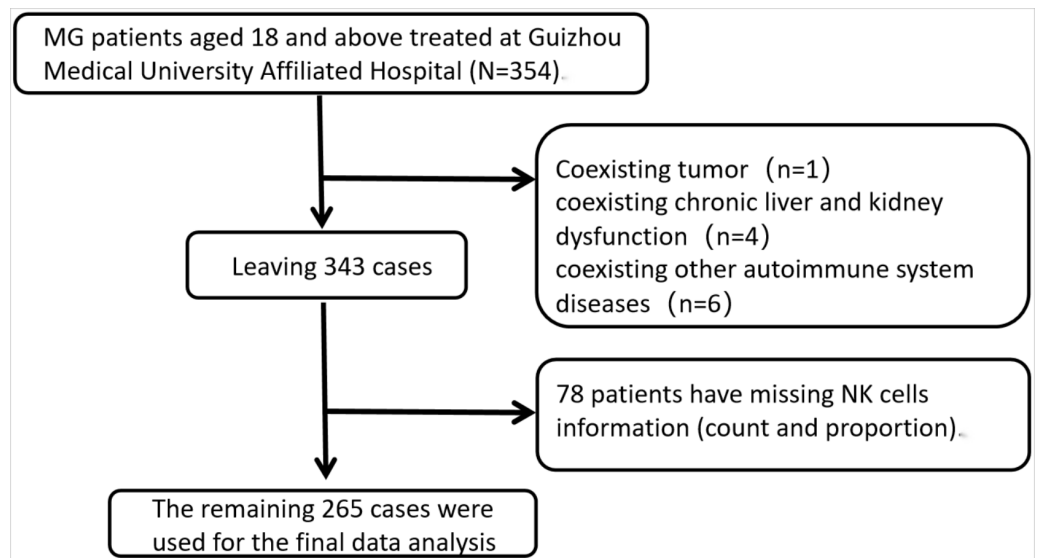 MG patients aged 18 and above treated at Guizhou
Medical University Affiliated Hospital (N=354).
Coexisting tumor（n=1）
coexisting chronic liver and kidney
dysfunction（n=4）
coexisting other autoimmune system
diseases（n=6）
Leaving 343 cases
78 patients have missing NK cells
information (count and proportion).
The remaining 265 cases were
used for the final data analysis